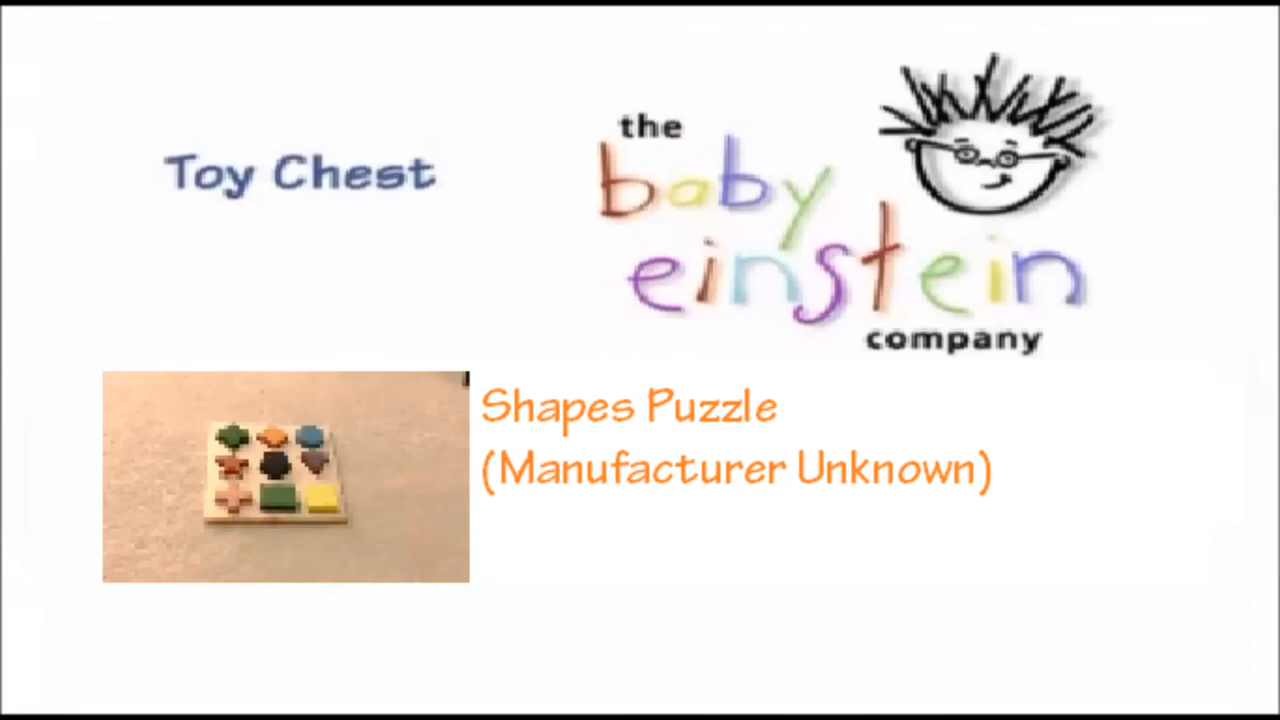 Toy Chest
the
baby
einstein
company
Shapes Puzzle
(Manufacturer Unknown)